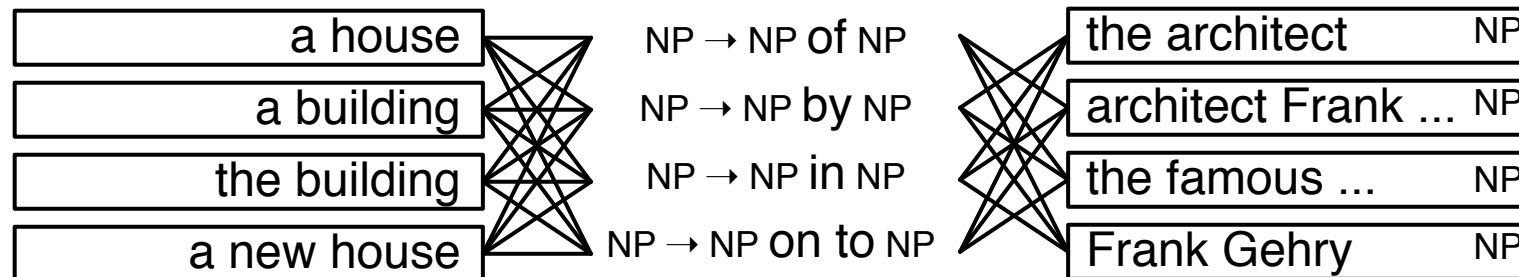 a house NP → NP of NP the architect NP
a building NP → NP by NP architect Frank ... NP
the building NP → NP in NP the famous ... NP
a new house NP → NP on to NP Frank Gehry NP